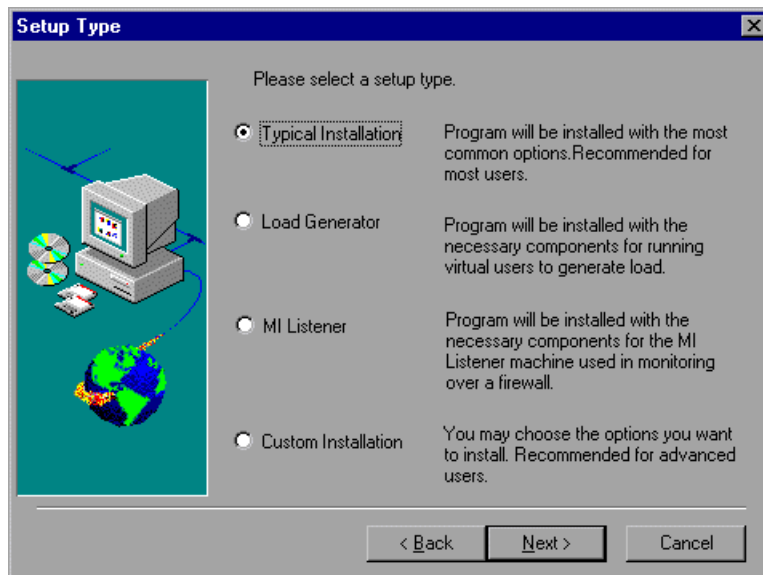 Setup Type
Please select a setup type.
Typical Installation
Program will be installed with the most
common options.Recommended for
most users.
Load Generator
Program will be installed with the
necessary components for running
virtual users to generate load.
MI Listener
Program will be installed with the
necessary components for the MI
Listener machine used in monitoring
over a firewall.
Custom Installation
You may choose the options you want
to install. Recommended for advanced
users.
< Back
Next >
Cancel